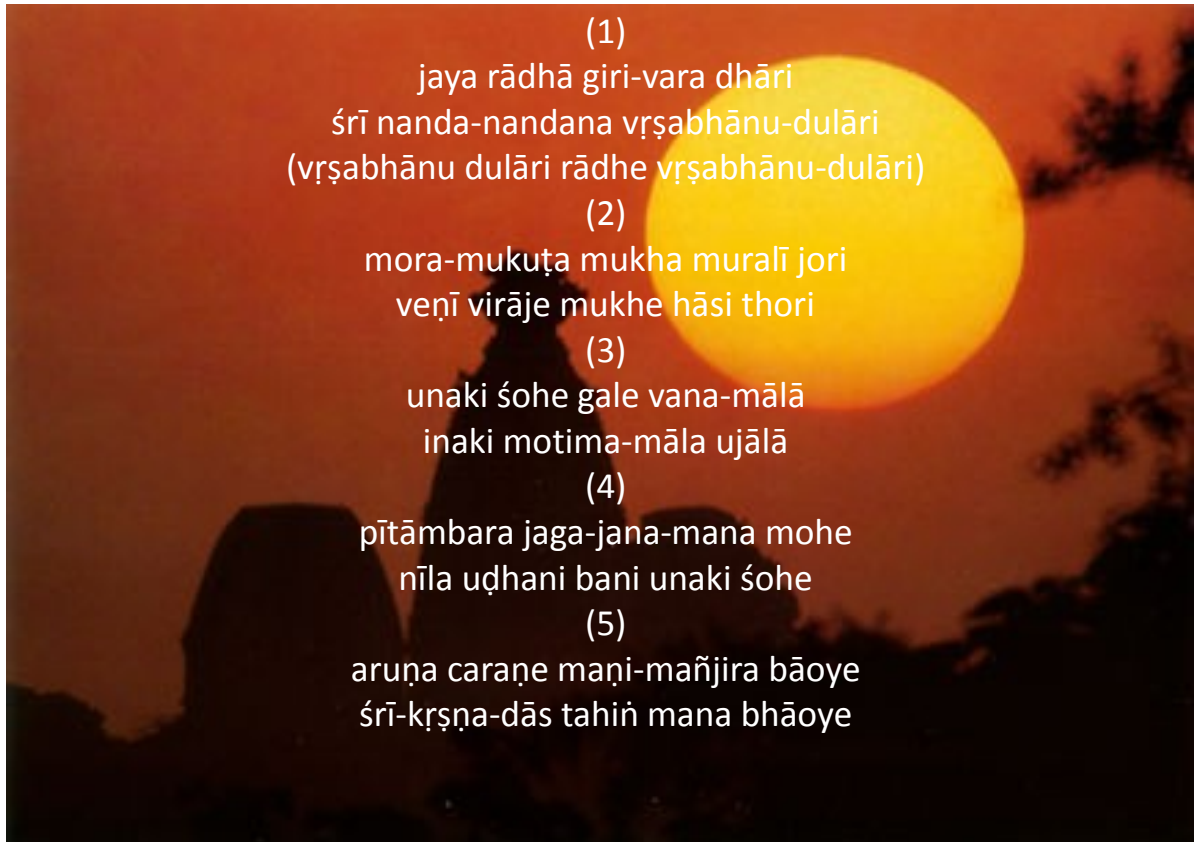 (1)
jaya rādhā giri-vara dhāri
śrī nanda-nandana vṛṣabhānu-dulāri
(vṛṣabhānu dulāri rādhe vṛṣabhānu-dulāri)
(2)
mora-mukuṭa mukha muralī jori
veṇī virāje mukhe hāsi thori
(3)
unaki śohe gale vana-mālā
inaki motima-māla ujālā
(4)
pītāmbara jaga-jana-mana mohe
nīla uḍhani bani unaki śohe
(5)
aruṇa caraṇe maṇi-mañjira bāoye
śrī-kṛṣṇa-dās tahiṅ mana bhāoye